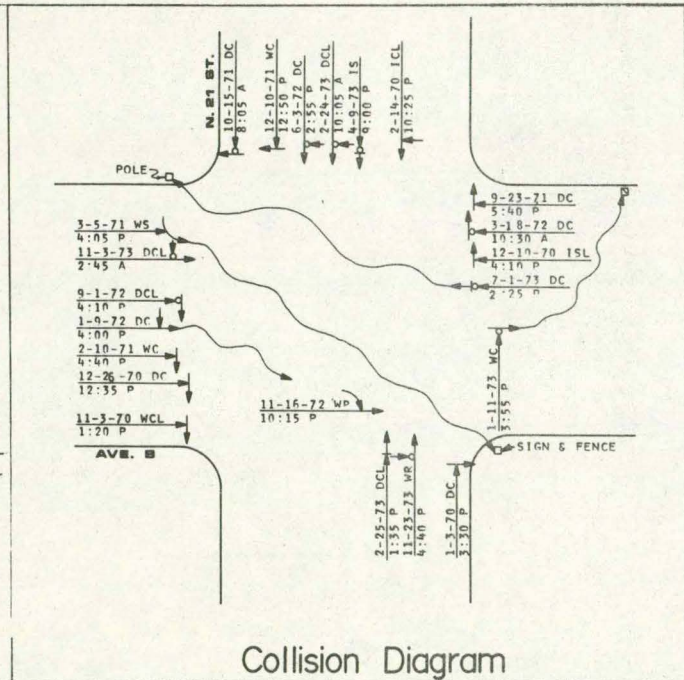 N. 21 ST.
10-15-71 DC
8:05 A
12-10-71 WC
12:50 P
6-3-72 DC
2:55 P
2-24-73 DCL
10:05 A
4-9-73 IS
9:00 P
2-14-70 ICL
10:25 P
POLE
3-5-71 WS
4:05 P
11-3-73 DCL
2:45 A
9-1-72 DCL
4:10 P
1-9-72 DC
4:00 P
2-10-71 WC
4:40 P
12-26-70 DC
12:35 P
11-3-70 WCL
1:20 P
AVE. B
9-23-71 DC
5:40 P
3-18-72 DC
10:30 A
12-10-70 ISL
4:10 P
7-1-73 DC
2:25 P
1-11-73 WC
3:55 P
11-16-72 WR
10:15 P
SIGN & FENCE
2-25-73 DCL
1:35 P
11-23-73 WR
4:40 P
1-3-70 DC
3:30 P
Collision Diagram